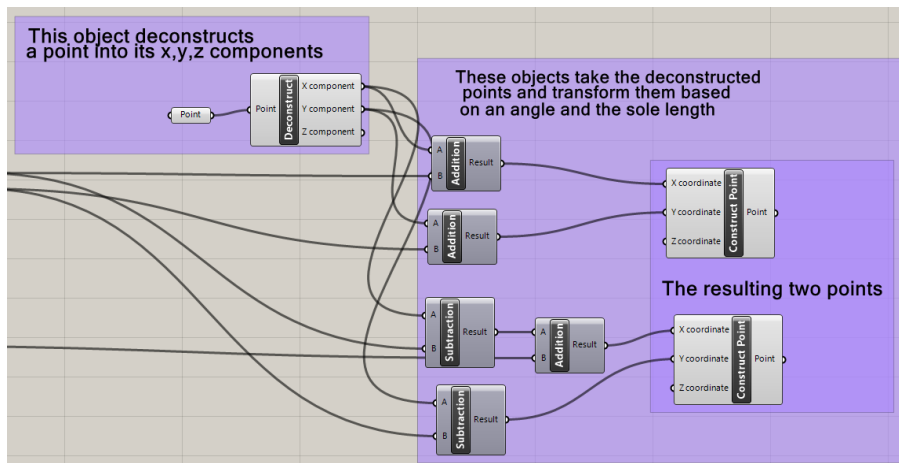 This object deconstructs
a point into its x,y,z components
Point
Point
Deconstruct
X component
Y component
Z component
These objects take the deconstructed
points and transform them based
on an angle and the sole length
A
B
Addition
Result
A
B
Addition
Result
X coordinate
Y coordinate
Z coordinate
Construct Point
Point
The resulting two points
A
B
Subtraction
Result
A
B
Addition
Result
X coordinate
Y coordinate
Z coordinate
Construct Point
Point
A
B
Subtraction
Result